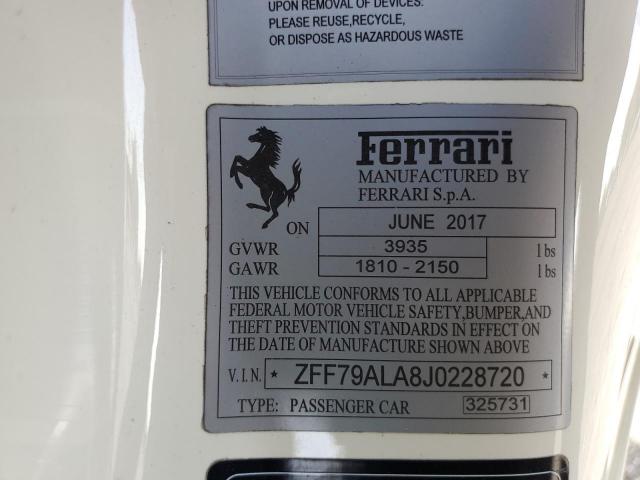 UPON REMOVAL OF DEVICES:
PLEASE REUSE,RECYCLE,
OR DISPOSE AS HAZARDOUS WASTE
Ferrari
MANUFACTURED BY
FERRARI S.p.A.
ON JUNE 2017
GVWR 3935 lbs
GAWR 1810 - 2150 lbs
THIS VEHICLE CONFORMS TO ALL APPLICABLE
FEDERAL MOTOR VEHICLE SAFETY,BUMPER,AND
THEFT PREVENTION STANDARDS IN EFFECT ON
THE DATE OF MANUFACTURE SHOWN ABOVE
V.I.N. * ZFF79ALA8J0228720 *
TYPE: PASSENGER CAR 325731